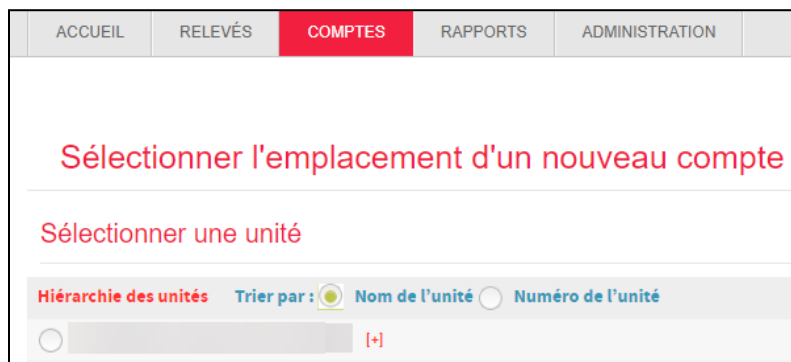 ACCUEIL RELEVÉS COMPTES RAPPORTS ADMINISTRATION
Sélectionner l'emplacement d'un nouveau compte
Sélectionner une unité
Hiérarchie des unités Trier par : Nom de l'unité Numéro de l'unité
[+]